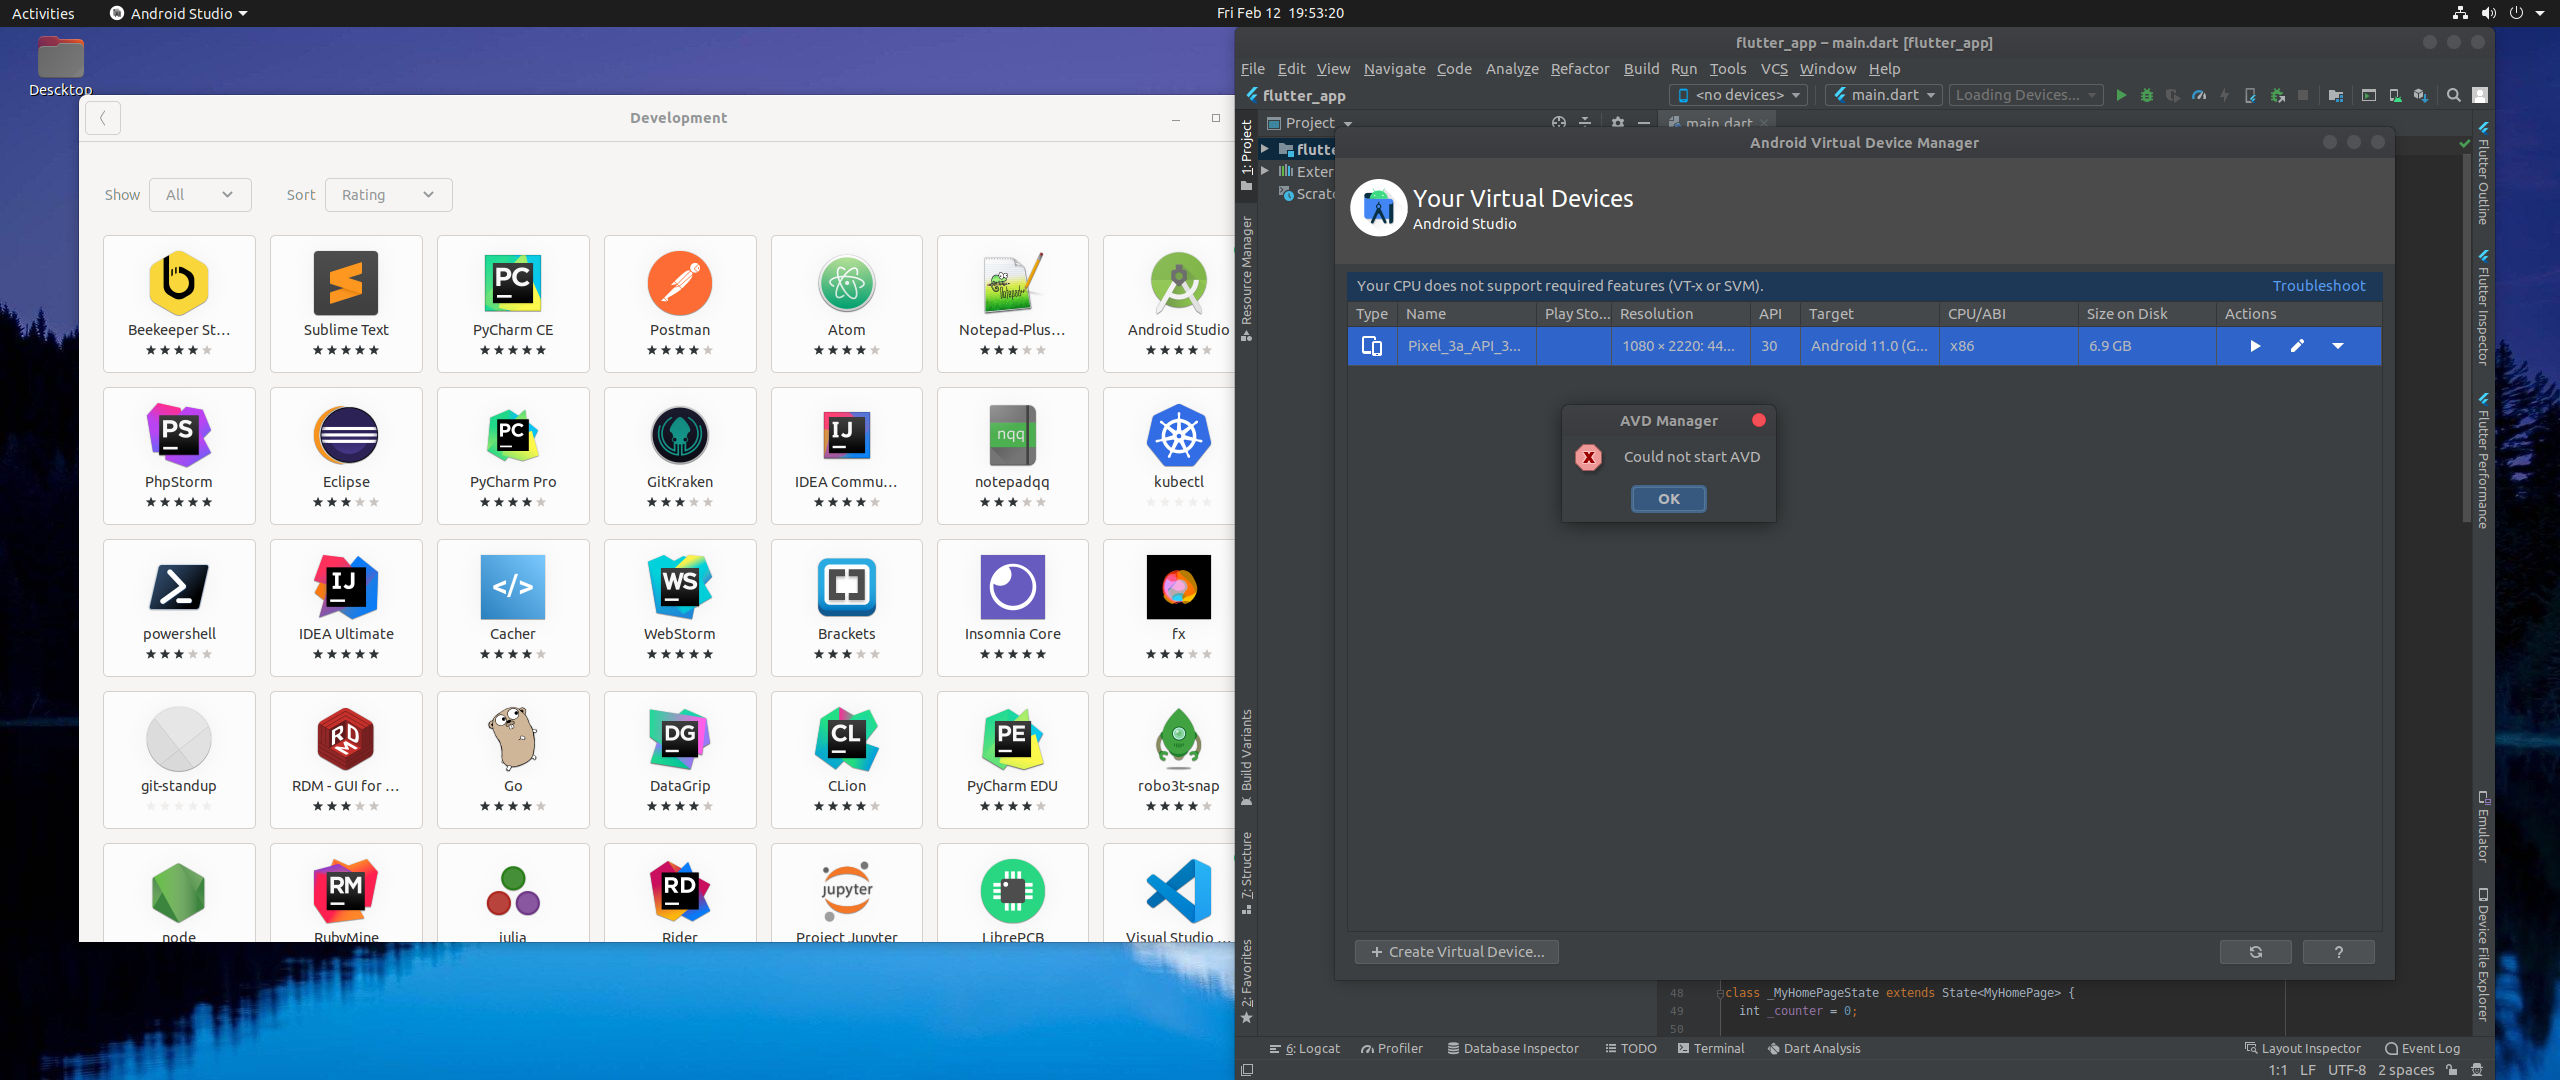 Activities
Android Studio
Fri Feb 12 19:53:20
Descktop
Development
Show
All
Sort
Rating
Beekeeper St...
Sublime Text
PyCharm CE
Postman
Atom
Notepad-Plus...
Android Studio
PhpStorm
Eclipse
PyCharm Pro
GitKraken
IDEA Commu...
nqq
notepadqq
kubectl
powershell
IDEA Ultimate
Cacher
WebStorm
Brackets
Insomnia Core
fx
git-standup
RDM - GUI for ...
Go
DataGrip
CLion
PyCharm EDU
robo3t-snap
node
RubyMine
julia
Rider
Project Jupyter
LibrePCB
Visual Studio ...
flutter_app – main.dart [flutter_app]
File Edit View Navigate Code Analyze Refactor Build Run Tools VCS Window Help
flutter_app
<no devices>
main.dart
Loading Devices...
Project
main.dart
flutte
Exter
Scratc
1: Project
Resource Manager
Build Variants
7: Structure
2: Favorites
Android Virtual Device Manager
Your Virtual Devices
Android Studio
Your CPU does not support required features (VT-x or SVM).
Troubleshoot
Type Name Play Sto... Resolution API Target CPU/ABI Size on Disk Actions
Pixel_3a_API_3... 1080 × 2220: 44... 30 Android 11.0 (G... x86 6.9 GB
AVD Manager
Could not start AVD
OK
+ Create Virtual Device...
?
Flutter Outline
Flutter Inspector
Flutter Performance
Emulator
Device File Explorer
48 class _MyHomePageState extends State<MyHomePage> {
49 int _counter = 0;
50
6: Logcat
Profiler
Database Inspector
TODO
Terminal
Dart Analysis
Layout Inspector
Event Log
1:1 LF UTF-8 2 spaces